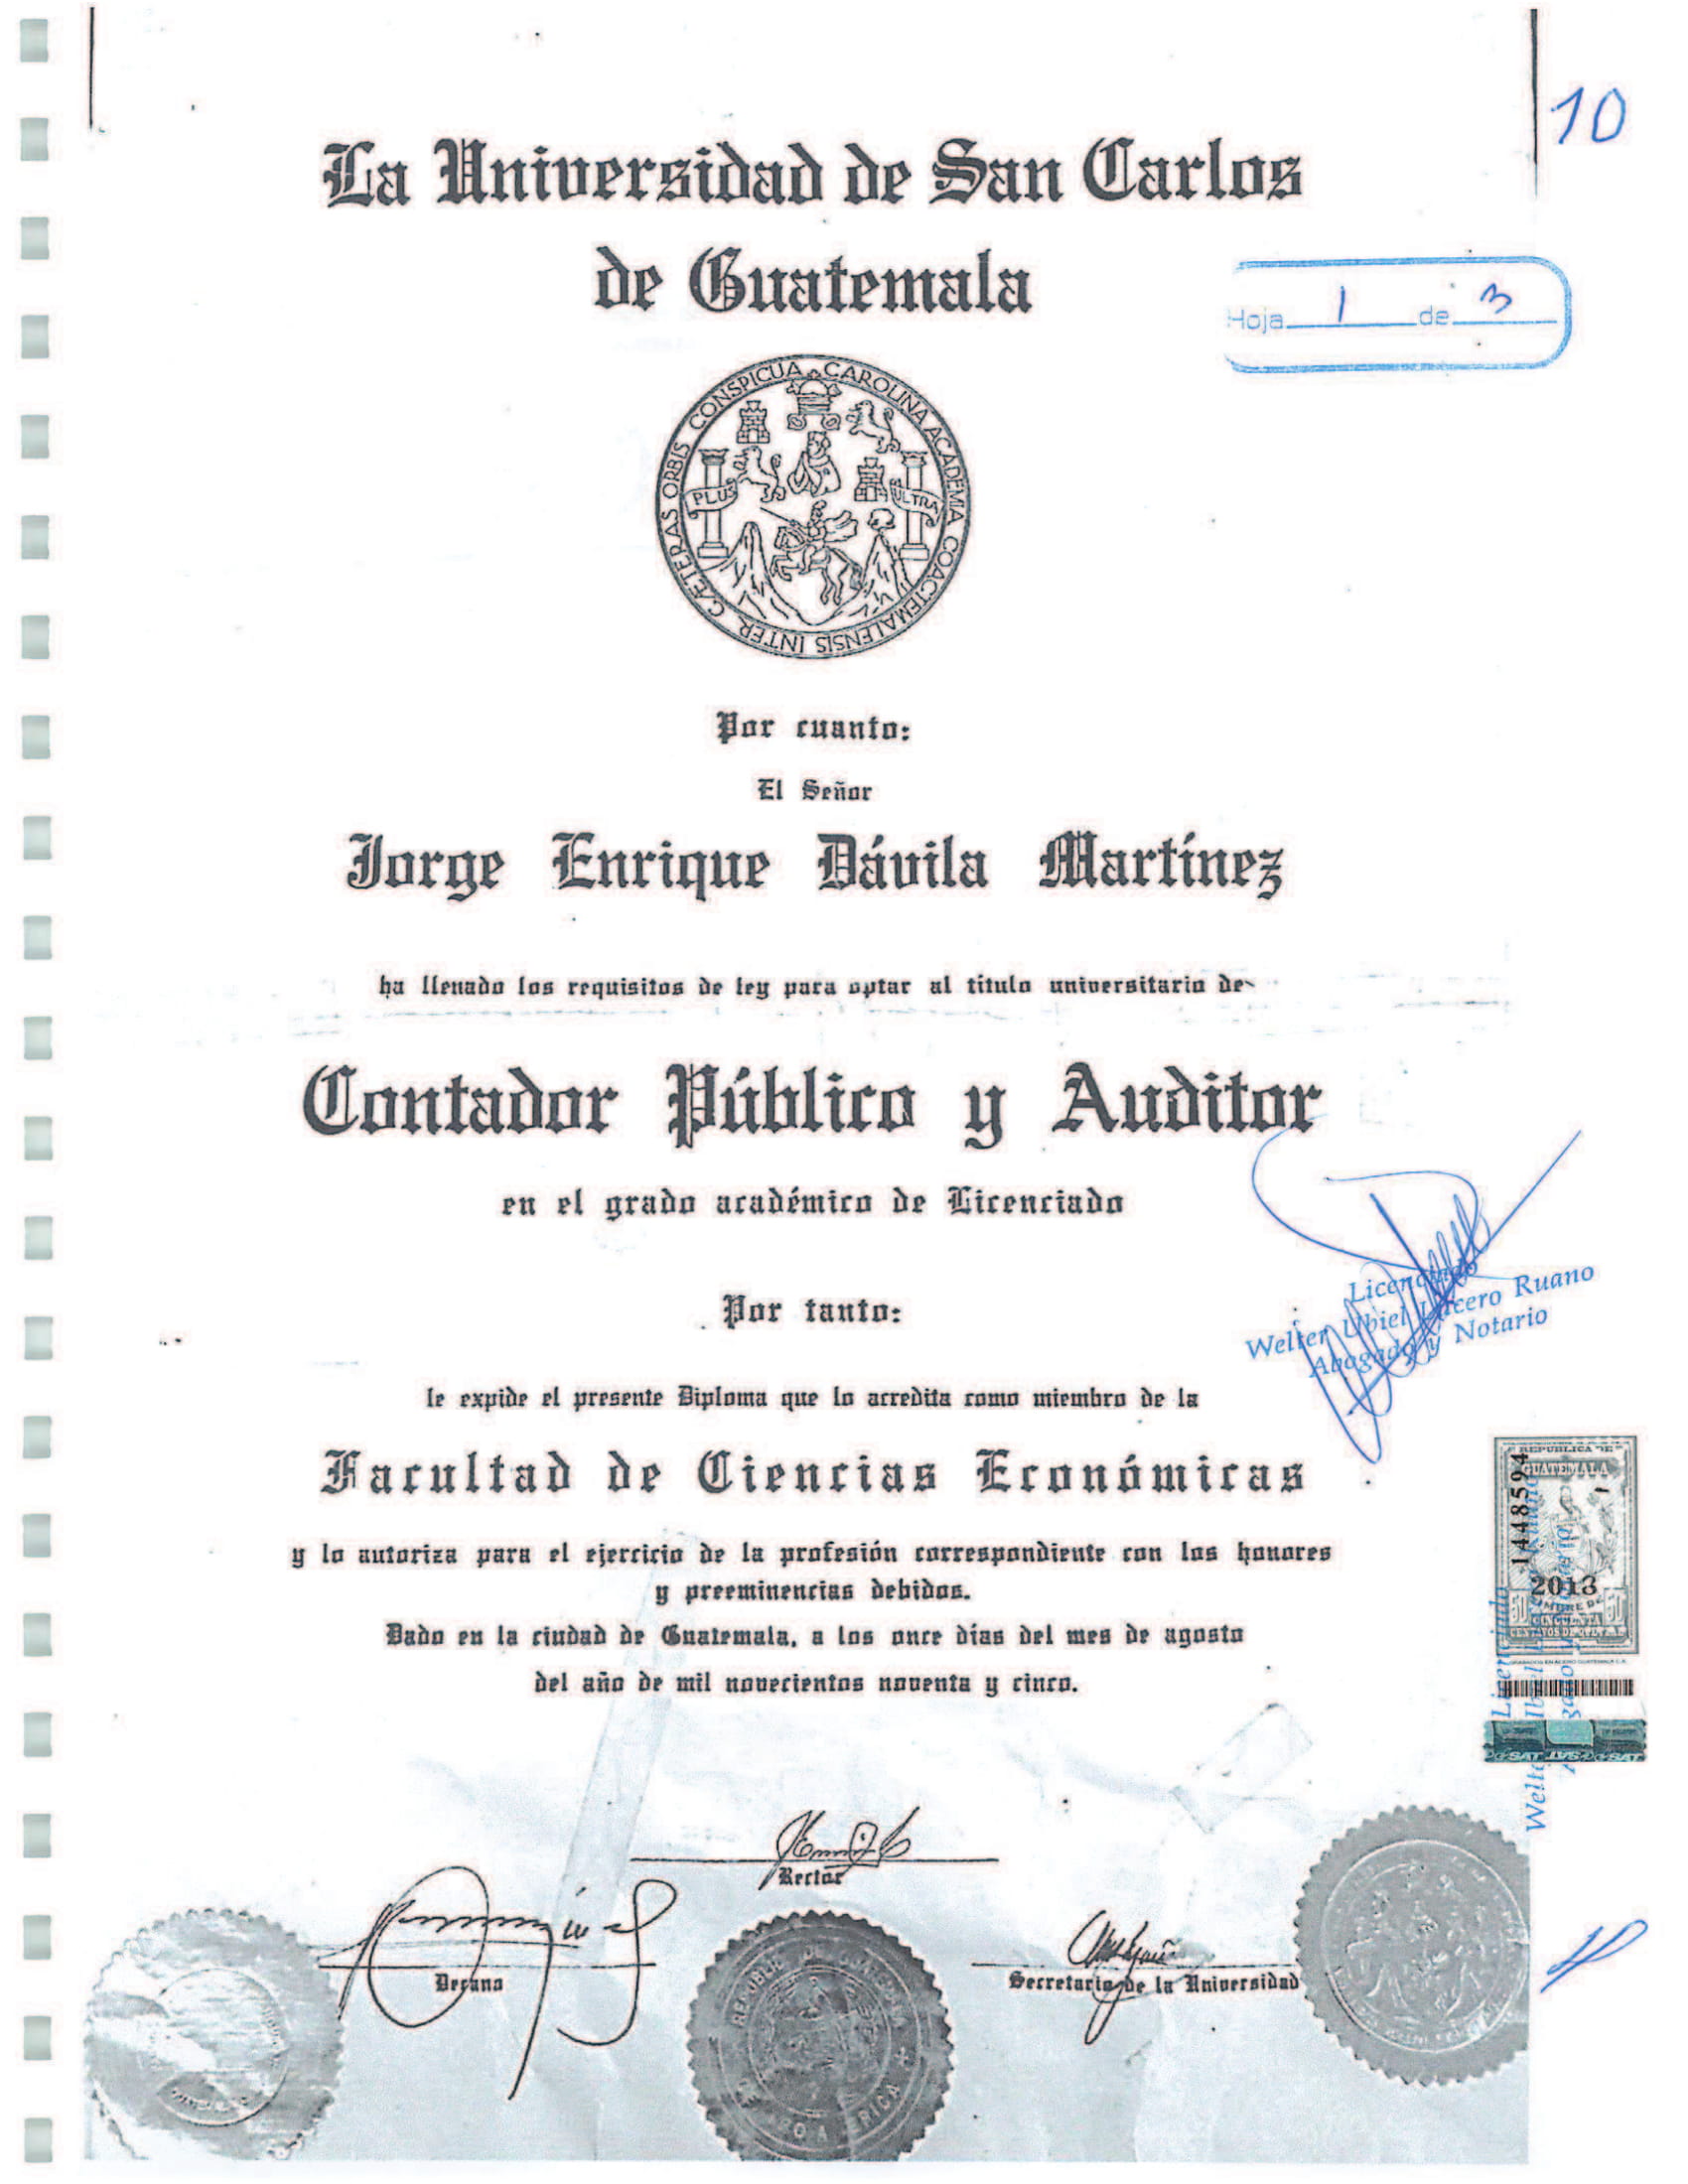 10
La Universidad de San Carlos
de Guatemala
Hoja 1 de 3
CÆTERAS ORBIS CONSPICUA CAROLINA ACADEMIA COACTEMALENSIS INTER
PLUS ULTRA
Por cuanto:
El Señor
Jorge Enrique Dávila Martínez
ha llenado los requisitos de ley para optar al título universitario de
Contador Público y Auditor
en el grado académico de Licenciado
Licenciado
Welter Ubiel Lucero Ruano
Abogado y Notario
Por tanto:
le expide el presente Diploma que lo acredita como miembro de la
Facultad de Ciencias Económicas
y lo autoriza para el ejercicio de la profesión correspondiente con los honores
y preeminencias debidos.
Dado en la ciudad de Guatemala, a los once días del mes de agosto
del año de mil novecientos noventa y cinco.
REPUBLICA DE
GUATEMALA
1448594
2013
50 CINCUENTA 50
CENTAVOS DE QUETZAL
SAT
Licenciado
Abogado y Notario
Rector
Decano
Secretario de la Universidad